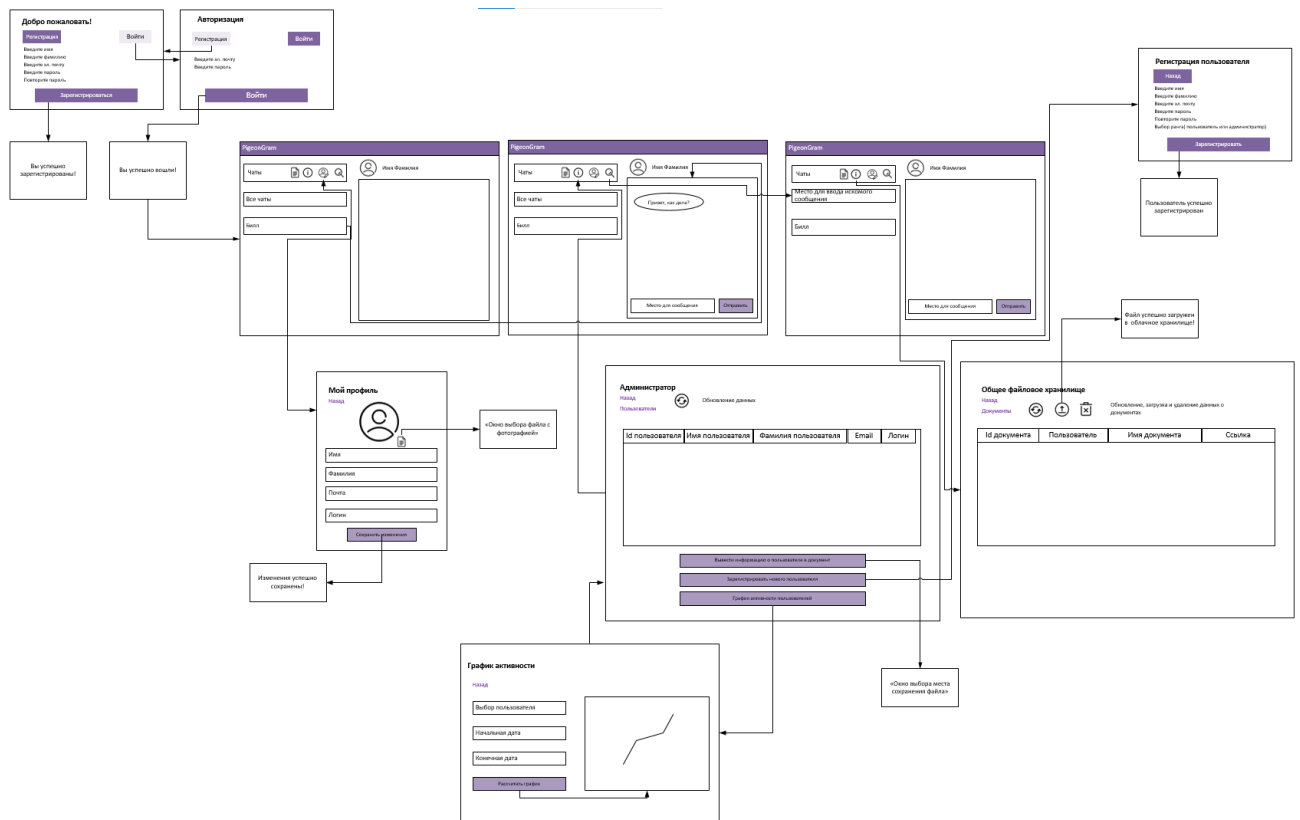 Добро пожаловать!
Регистрация
Войти
Введите имя
Введите фамилию
Введите эл. почту
Введите пароль
Повторите пароль
Зарегистрироваться
Авторизация
Регистрация
Войти
Введите эл. почту
Введите пароль
Войти
Вы успешно
зарегистрированы!
Вы успешно вошли!
PigeonGram
Чаты
Имя Фамилия
Все чаты
Билл
PigeonGram
Чаты
Имя Фамилия
Все чаты
Билл
Привет, как дела?
Место для сообщения
Отправить
PigeonGram
Чаты
Имя Фамилия
Место для ввода искомого
сообщения
Билл
Место для сообщения
Отправить
Регистрация пользователя
Назад
Введите имя
Введите фамилию
Введите эл. почту
Введите пароль
Повторите пароль
Выбор ранга( пользователь или администратор)
Зарегистрировать
Пользователь успешно
зарегистрирован
Файл успешно загружен
в облачное хранилище!
Мой профиль
Назад
Имя
Фамилия
Почта
Логин
Сохранить изменения
«Окно выбора файла с
фотографией»
Изменения успешно
сохранены!
Администратор
Назад
Пользователи
Обновление данных
Id пользователя
Имя пользователя
Фамилия пользователя
Email
Логин
Вывести информацию о пользователе в документ
Зарегистрировать нового пользователя
График активности пользователей
Общее файловое хранилище
Назад
Документы
Обновление, загрузка и удаление данных о
документах
Id документа
Пользователь
Имя документа
Ссылка
«Окно выбора места
сохранения файла»
График активности
Назад
Выбор пользователя
Начальная дата
Конечная дата
Рассчитать график